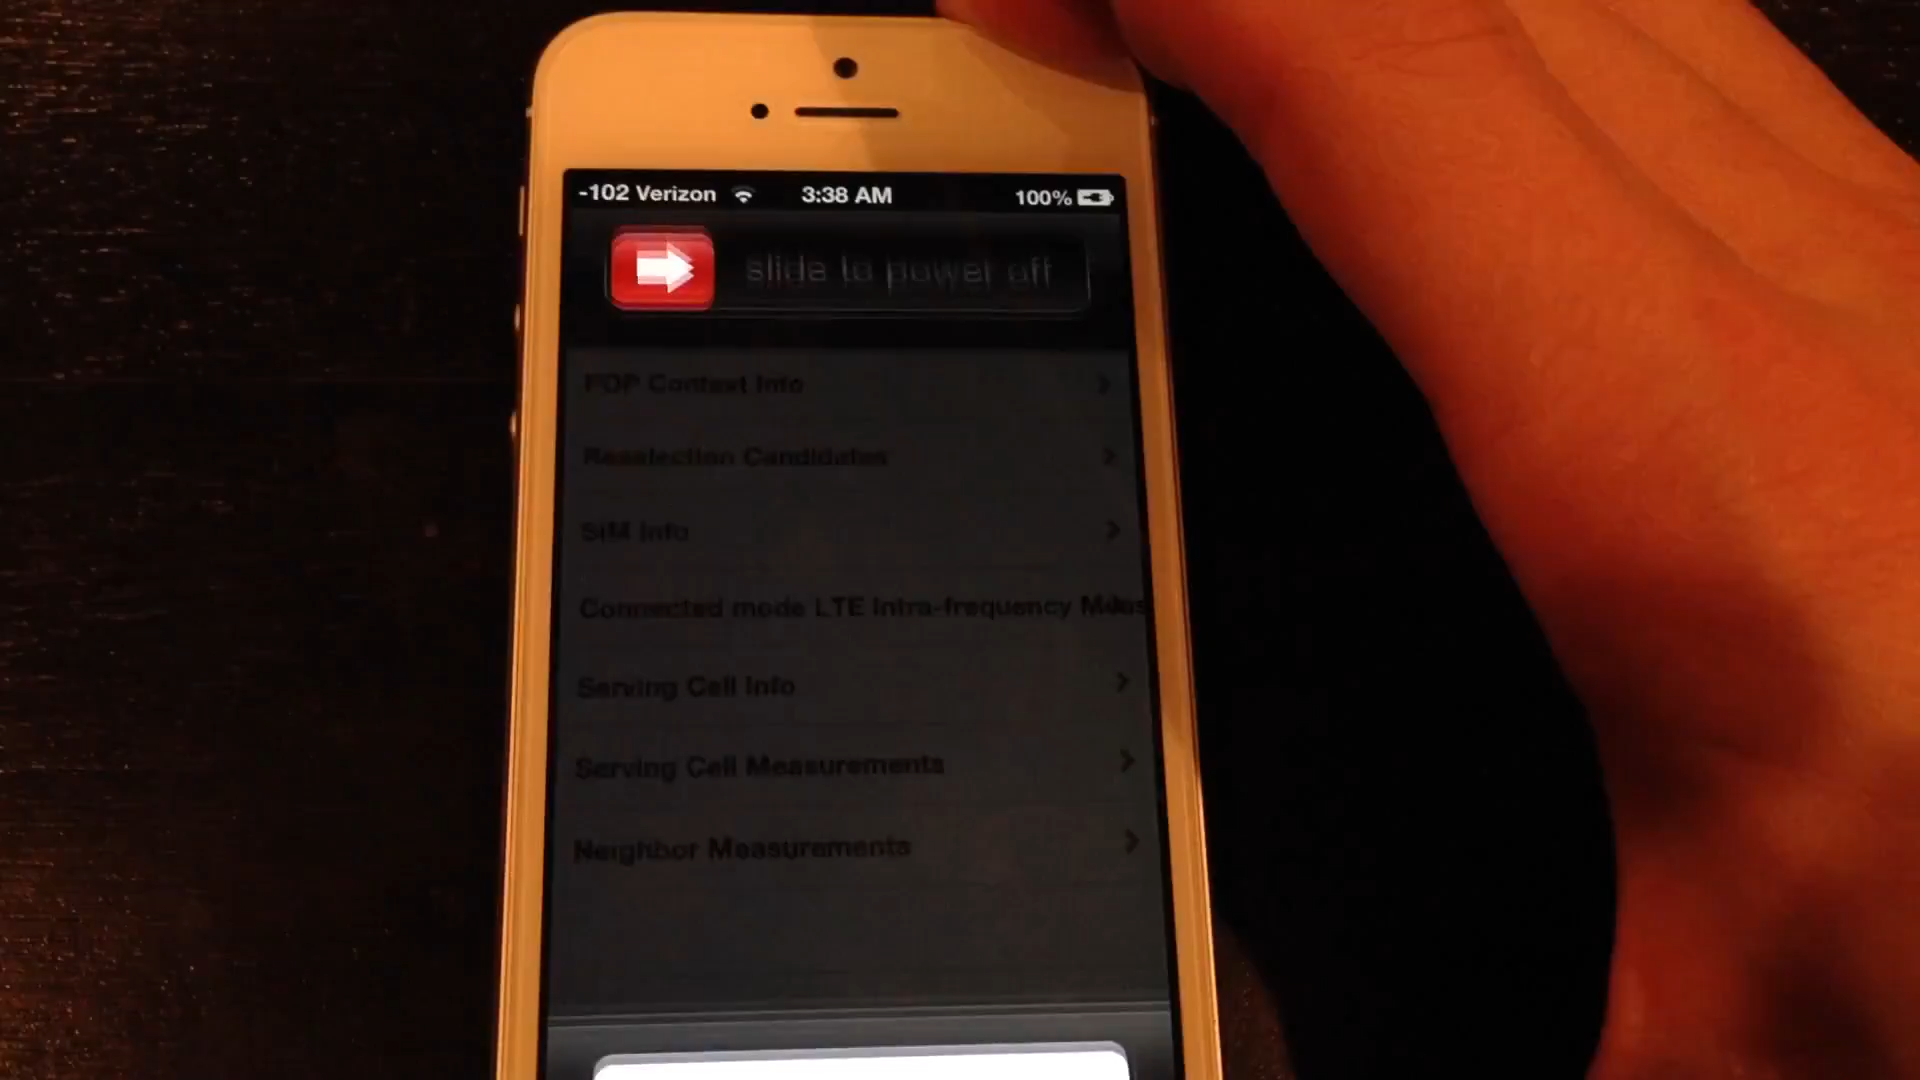 -102 Verizon 3:38 AM 100%
slide to power off
PDP Context Info
Reselection Candidates
SIM Info
Connected mode LTE Intra-frequency Meas
Serving Cell Info
Serving Cell Measurements
Neighbor Measurements